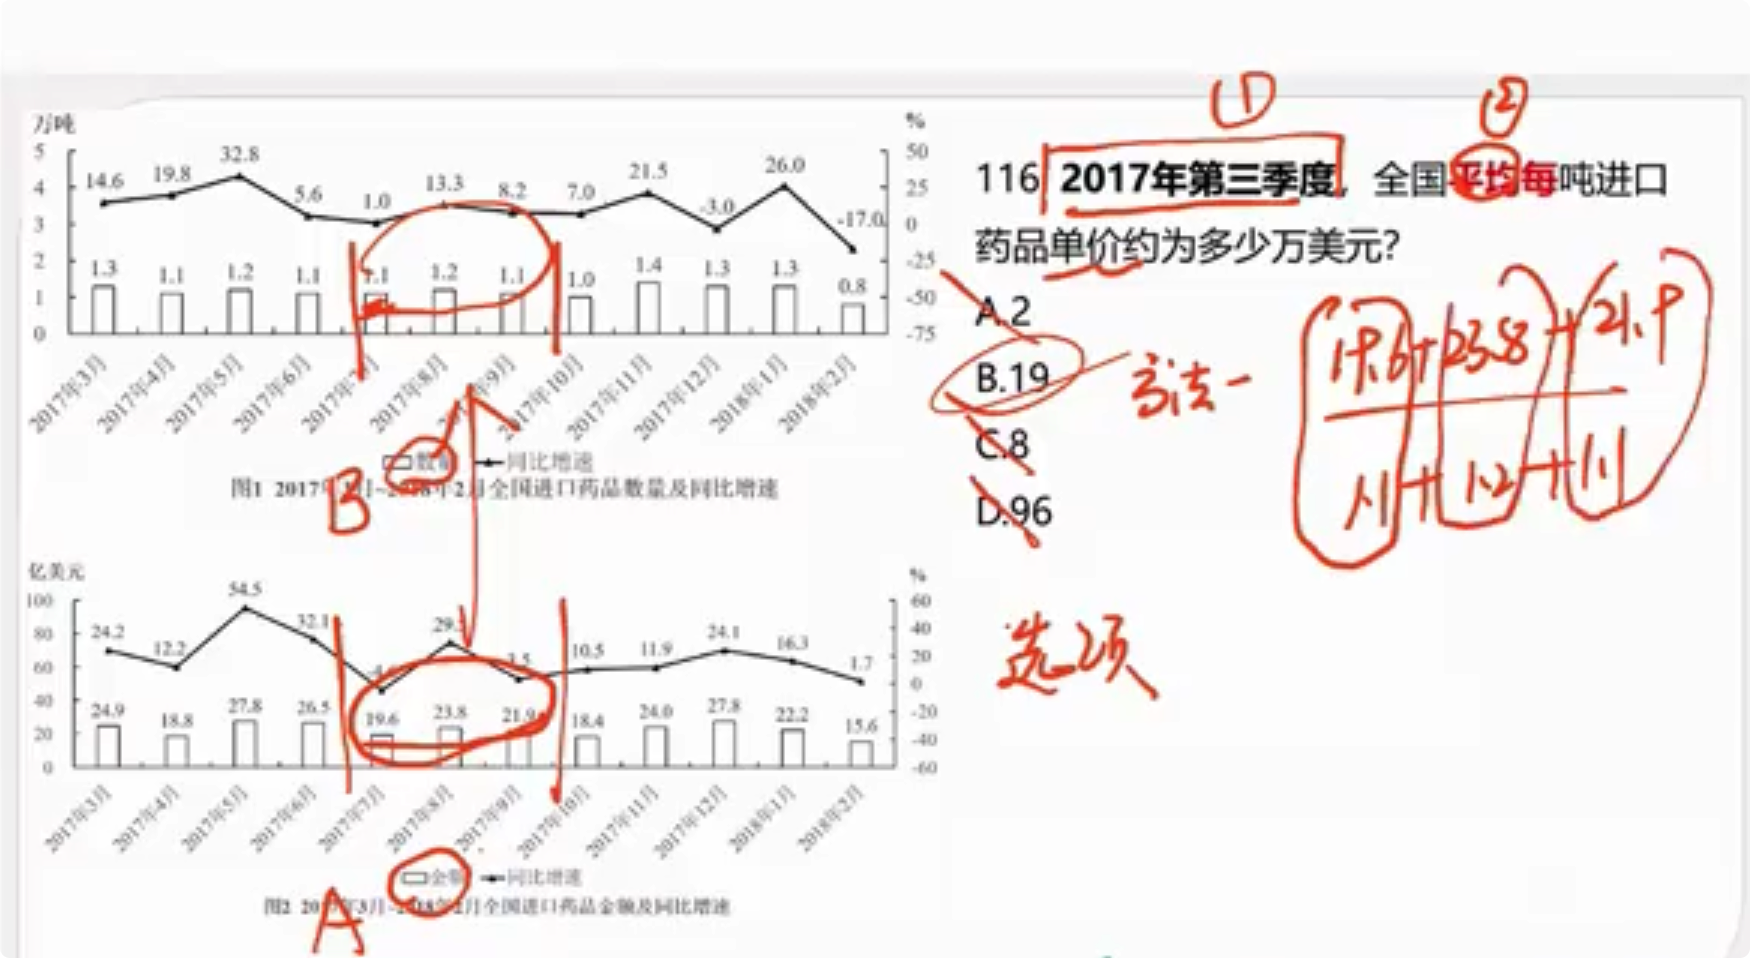 万吨
%
5
4
3
2
1
0
14.6 19.8 32.8 5.6 1.0 13.3 8.2 7.0 21.5 -3.0 26.0 -17.0
1.3 1.1 1.2 1.1 1.1 1.2 1.1 1.0 1.4 1.3 1.3 0.8
50
25
0
-25
-50
-75
2017年3月 2017年4月 2017年5月 2017年6月 2017年7月 2017年8月 2017年9月 2017年10月 2017年11月 2017年12月 2018年1月 2018年2月
数量 同比增速
B
图1 2017年 月~2018年2月全国进口药品数量及同比增速
亿美元
%
100
80
60
40
20
0
24.2 12.2 54.5 32.1 29. 3.5 10.5 11.9 24.1 16.3 1.7
24.9 18.8 27.8 26.5 19.6 23.8 21.9 18.4 24.0 27.8 22.2 15.6
60
40
20
0
-20
-40
-60
2017年3月 2017年4月 2017年5月 2017年6月 2017年7月 2017年8月 2017年9月 2017年10月 2017年11月 2017年12月 2018年1月 2018年2月
金额 同比增速
A
图2 2017年3月~2018年2月全国进口药品金额及同比增速
① ②
116 2017年第三季度，全国平均每吨进口
药品单价约为多少万美元?
A.2
B.19
C.8
D.96
方法一
19.6+23.8+21.9
1.1+1.2+1.1
选项